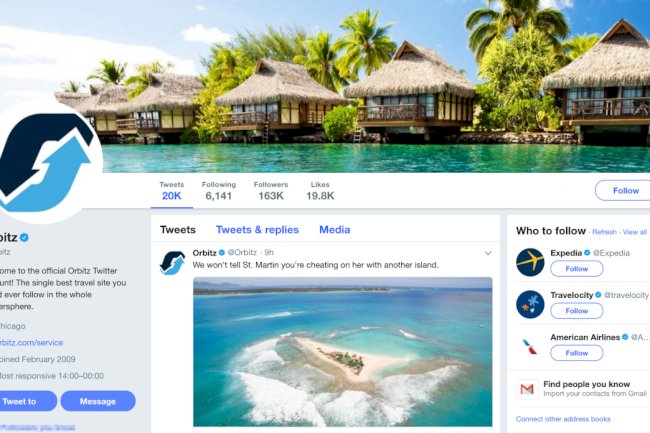 Tweets Following Followers Likes
20K 6,141 163K 19.8K
Follow
bitz
bitz
ome to the official Orbitz Twitter
unt! The single best travel site you
d ever follow in the whole
ersphere.
hicago
rbitz.com/service
oined February 2009
Most responsive 14:00–00:00
Tweet to Message
Tweets Tweets & replies Media
Orbitz @Orbitz · 9h
We won't tell St. Martin you're cheating on her with another island.
Who to follow · Refresh · View all
Expedia @Expedia
Follow
Travelocity @travelocity
Follow
American Airlines @A...
Follow
Find people you know
Import your contacts from Gmail
Connect other address books